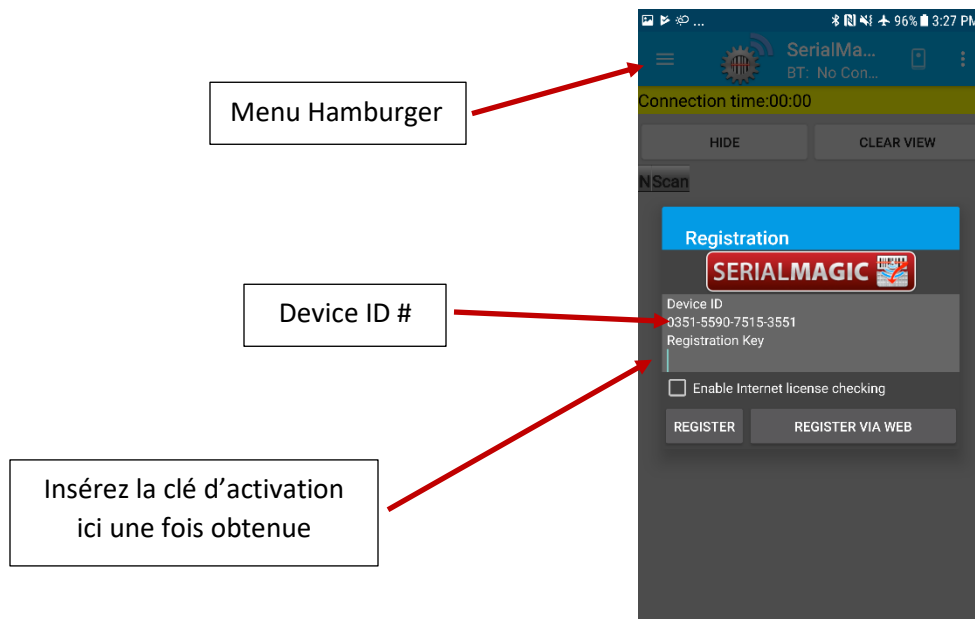 ... 96% 3:27 PM
SerialMa...
BT: No Con...
Menu Hamburger
Connection time:00:00
HIDE CLEAR VIEW
NScan
Registration
SERIALMAGIC
Device ID #
Device ID
0351-5590-7515-3551
Registration Key
Enable Internet license checking
REGISTER REGISTER VIA WEB
Insérez la clé d’activation
ici une fois obtenue